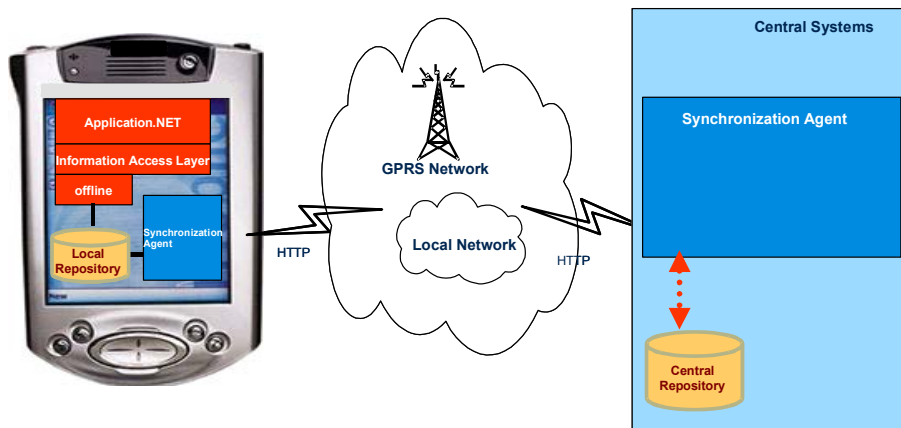 Central Systems
Application.NET
Information Access Layer
offline
Synchronization
Agent
Local
Repository
New
HTTP
GPRS Network
Local Network
HTTP
Synchronization Agent
Central
Repository